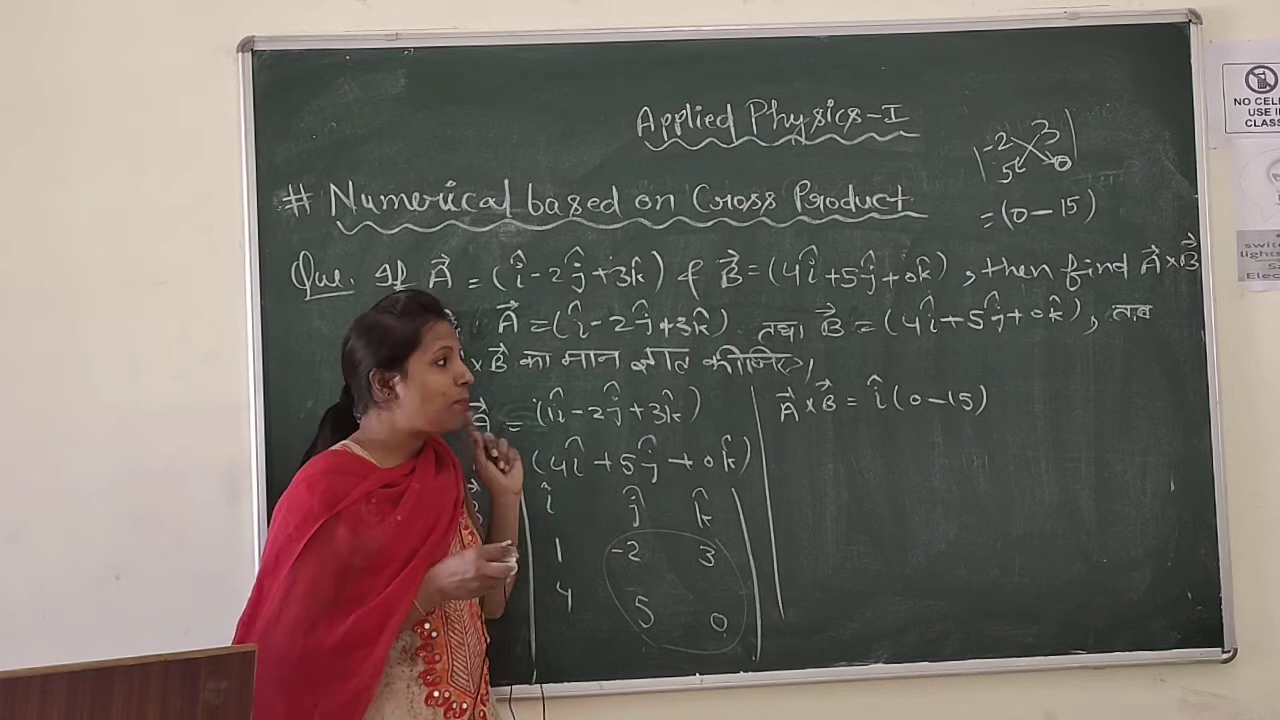 Applied Physics-I
# Numerical based on Cross Product
-2 3
5 0
= (0 - 15)
Que. If A⃗ = (î - 2ĵ + 3k̂) & B⃗ = (4î + 5ĵ + 0k̂), then find A⃗ × B⃗
A⃗ = (î - 2ĵ + 3k̂) तथा B⃗ = (4î + 5ĵ + 0k̂), तब
× B⃗ का मान ज्ञात कीजिए।
A⃗ = (î - 2ĵ + 3k̂)
(4î + 5ĵ + 0k̂)
î ĵ k̂
1 -2 3
4 5 0
A⃗ × B⃗ = î (0 - 15)
NO CELL
USE IN
CLASS